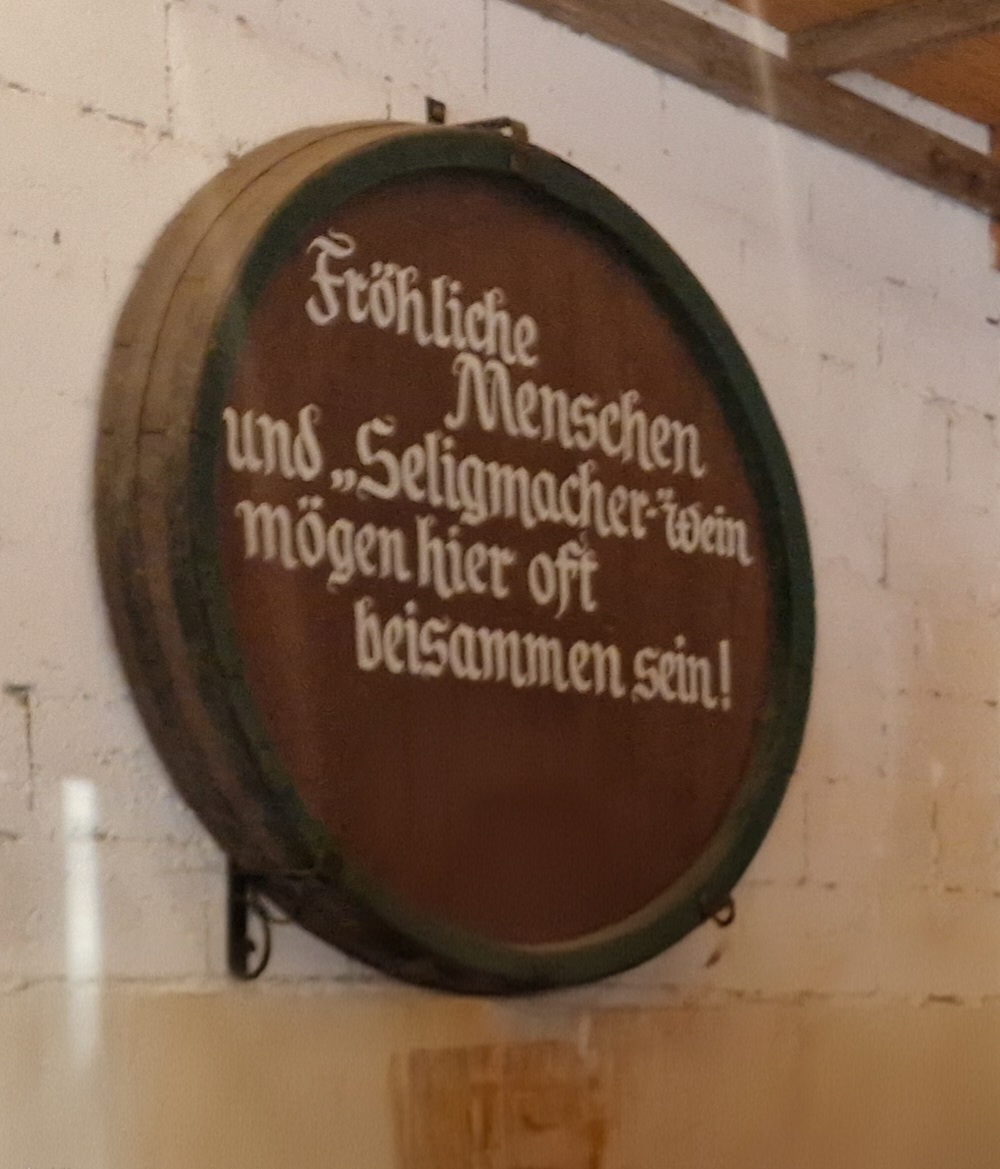 Fröhliche
Menschen
und „Seligmacher-"Wein
mögen hier oft
beisammen sein!